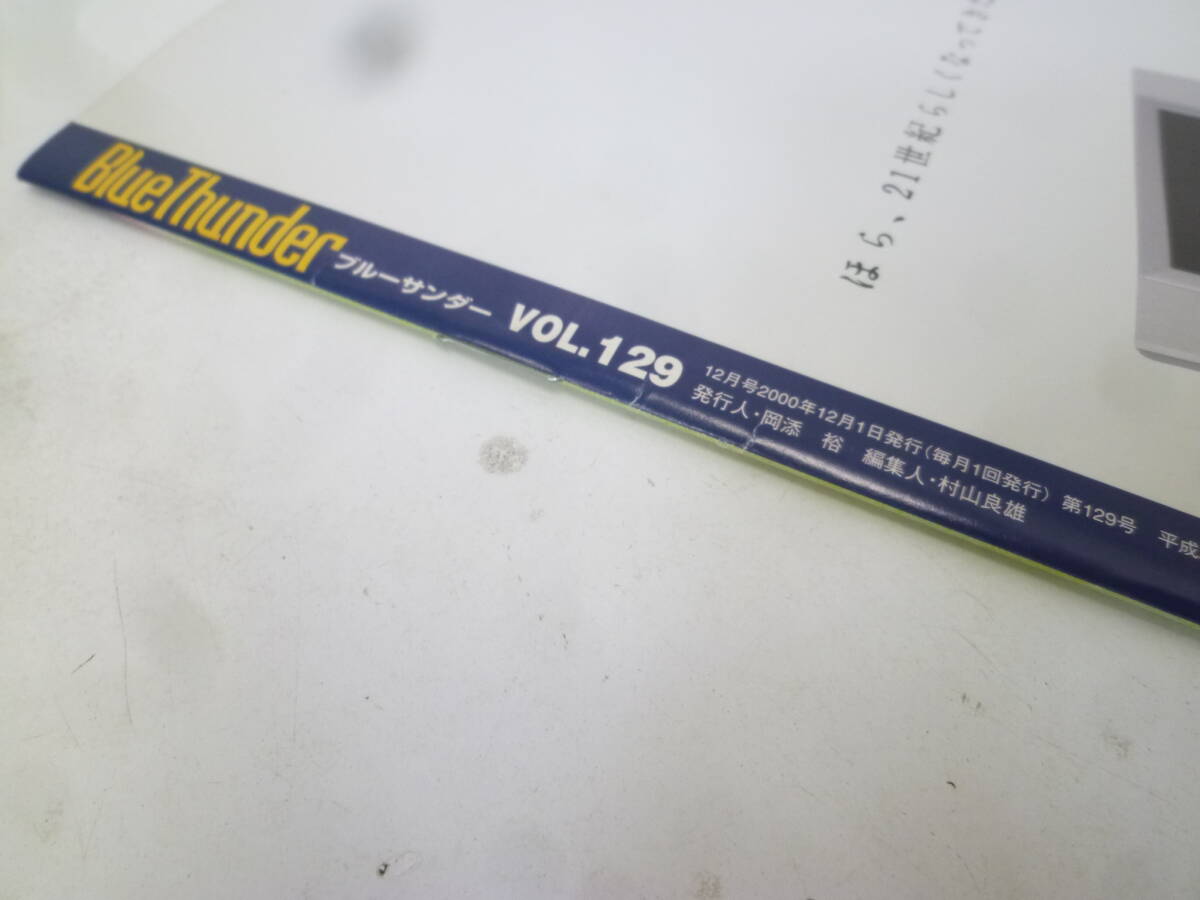 BlueThunder ブルーサンダー VOL.129
12月号2000年12月1日発行(毎月1回発行) 第129号 平成
発行人・岡添 裕 編集人・村山良雄
ほら、21世紀らしくなってきた